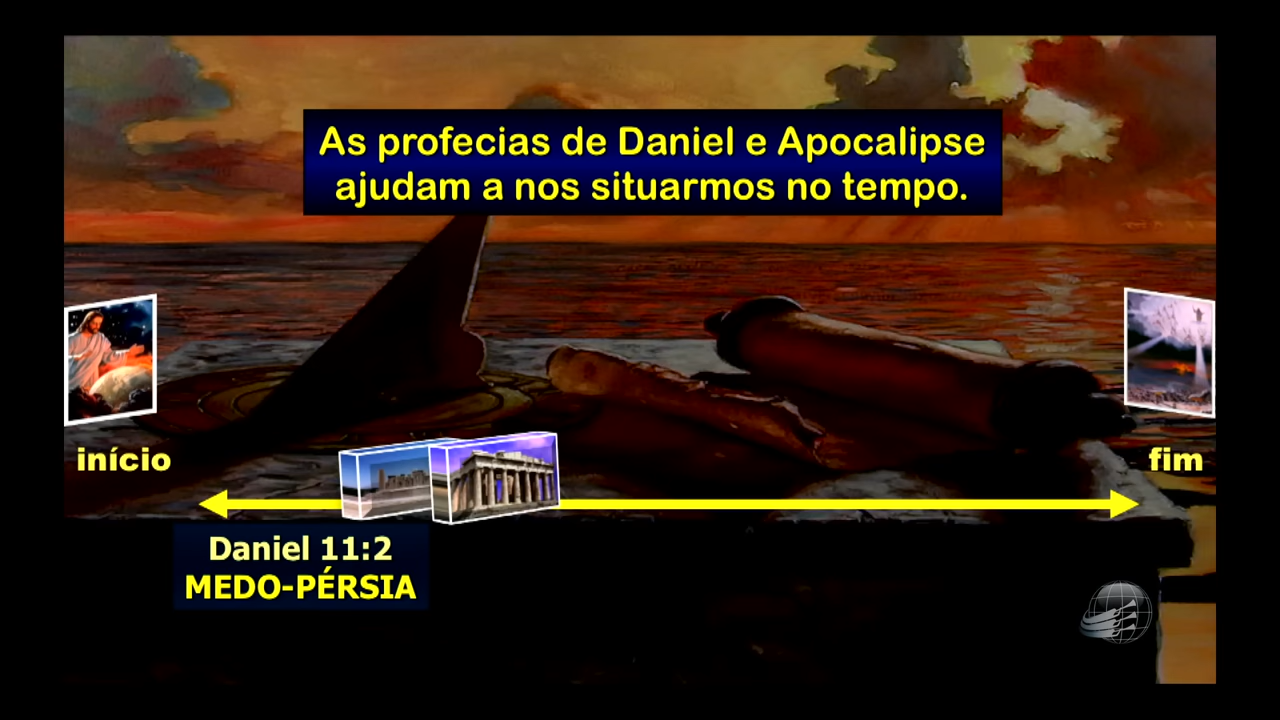 As profecias de Daniel e Apocalipse
ajudam a nos situarmos no tempo.
início
fim
Daniel 11:2
MEDO-PÉRSIA